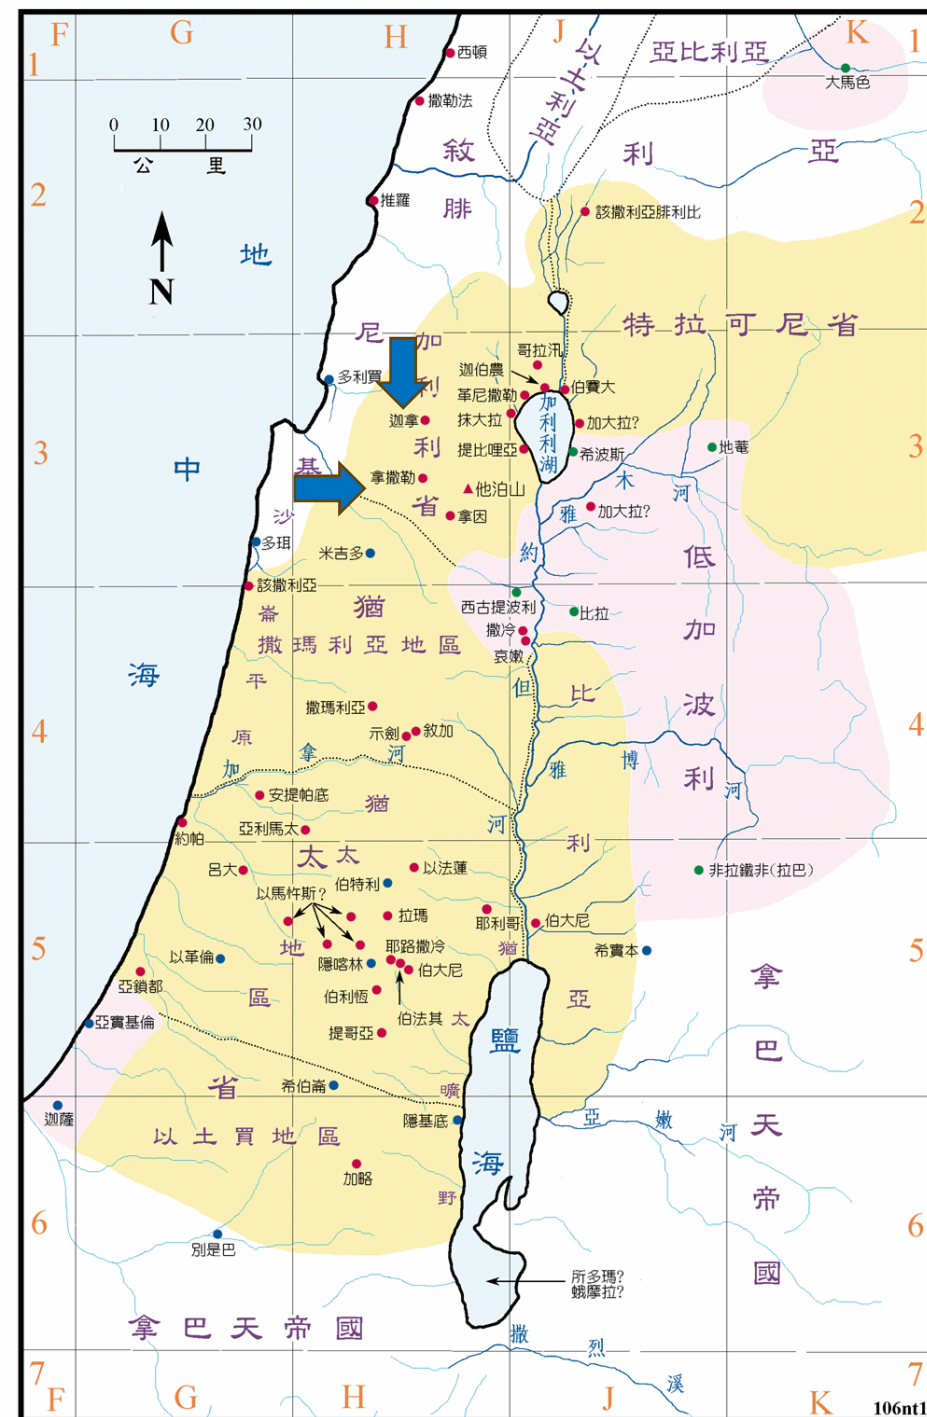 F
G
H
J
K
1
1
西頓
撒勒法
以土利亞
亞比利亞
大馬色
0 10 20 30
公里
敘利亞
2
2
推羅
腓尼基
該撒利亞腓利比
N
地中海
特拉可尼省
加利利省
多利買
哥拉汛
迦伯農
伯賽大
革尼撒勒
迦拿
抹大拉
加利利湖
加大拉?
3
3
提比哩亞
希波斯
地菴
拿撒勒
他泊山
雅木河
拿因
加大拉?
沙崙平原
多珥
米吉多
約但河
低加波利
該撒利亞
西古提波利
比拉
猶太省
撒瑪利亞地區
撒冷
哀嫩
比利亞
撒瑪利亞
示劍
敘加
4
4
加拿河
雅博河
安提帕底
猶太地區
約帕
亞利馬太
呂大
以法蓮
非拉鐵非(拉巴)
伯特利
以馬忤斯?
拉瑪
耶利哥
伯大尼
5
5
以革倫
耶路撒冷
希實本
隱喀林
伯大尼
亞鎖都
伯利恆
伯法其
猶太曠野
亞實基倫
提哥亞
鹽海
拿巴天帝國
希伯崙
迦薩
隱基底
亞嫩河
以土買地區
加略
6
6
別是巴
所多瑪?
蛾摩拉?
拿巴天帝國
撒烈溪
7
7
F
G
H
J
K
106nt1